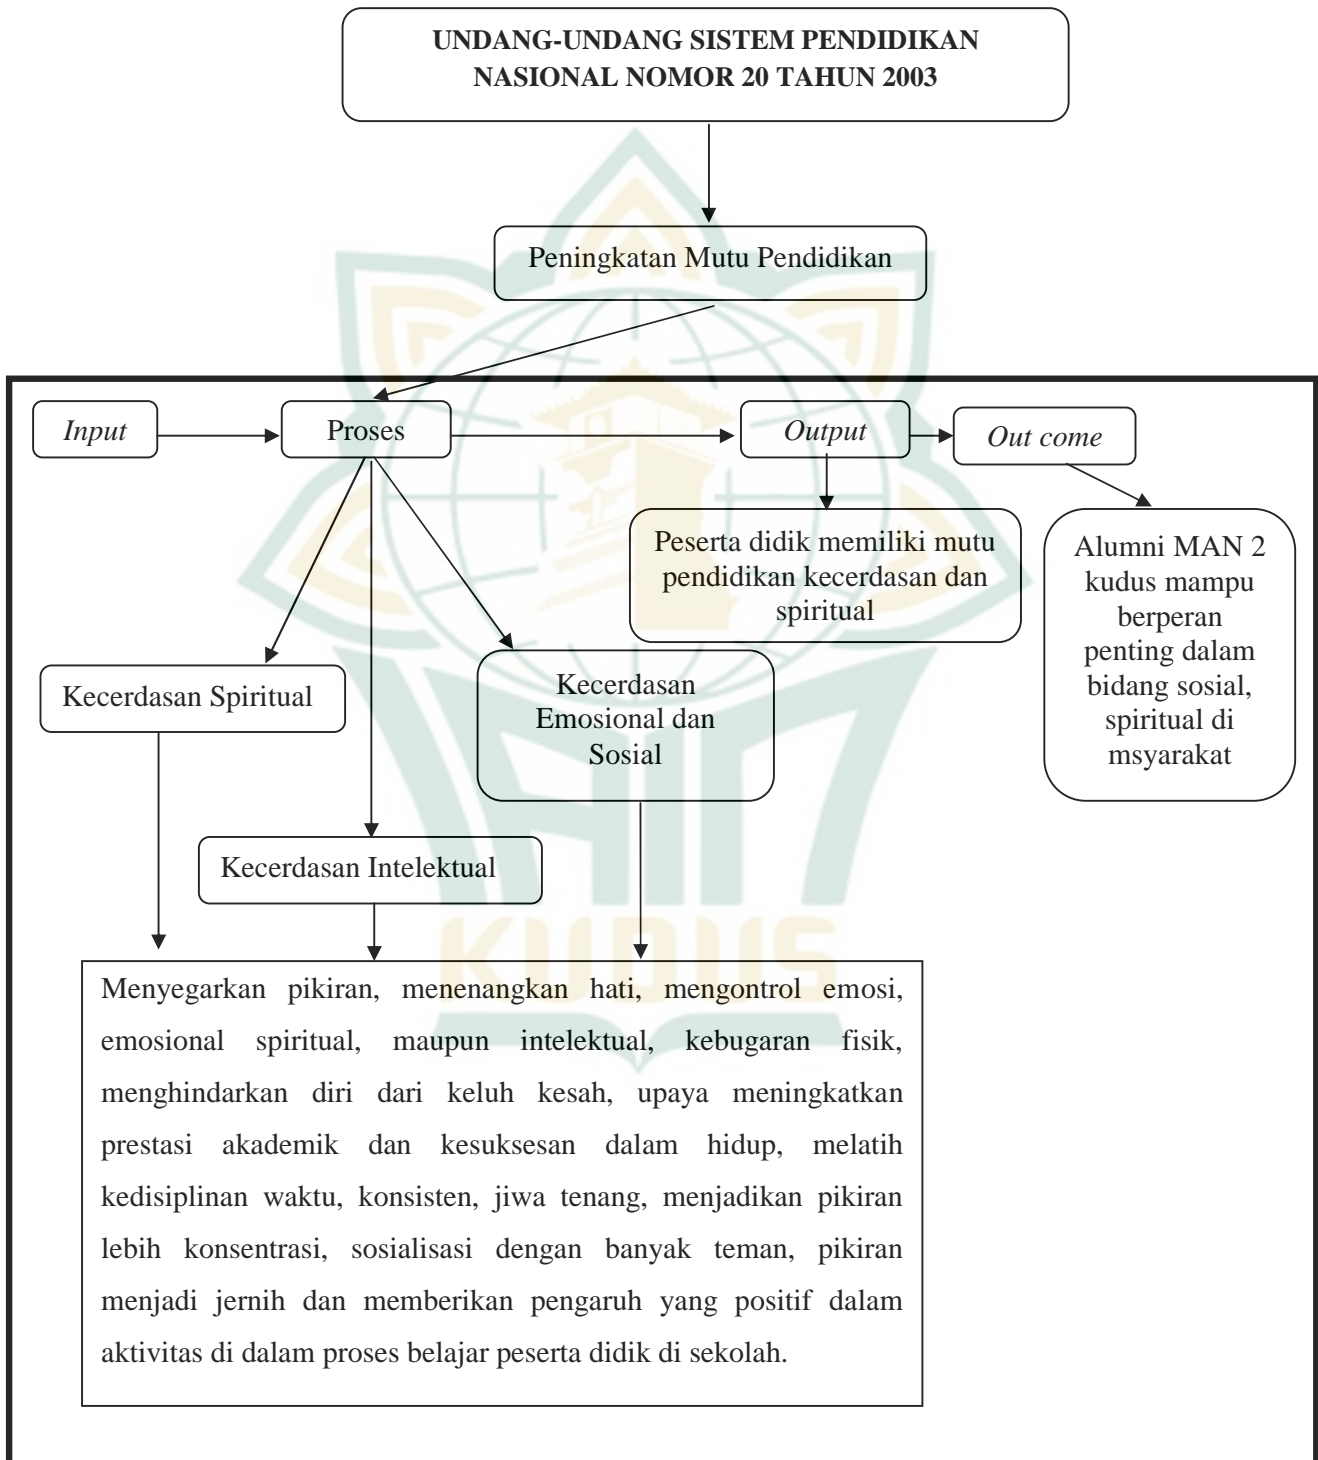 UNDANG-UNDANG SISTEM PENDIDIKAN
NASIONAL NOMOR 20 TAHUN 2003
Peningkatan Mutu Pendidikan
Input
Proses
Output
Out come
Peserta didik memiliki mutu
pendidikan kecerdasan dan
spiritual
Alumni MAN 2
kudus mampu
berperan
penting dalam
bidang sosial,
spiritual di
msyarakat
Kecerdasan Spiritual
Kecerdasan
Emosional dan
Sosial
Kecerdasan Intelektual
Menyegarkan pikiran, menenangkan hati, mengontrol emosi,
emosional spiritual, maupun intelektual, kebugaran fisik,
menghindarkan diri dari keluh kesah, upaya meningkatkan
prestasi akademik dan kesuksesan dalam hidup, melatih
kedisiplinan waktu, konsisten, jiwa tenang, menjadikan pikiran
lebih konsentrasi, sosialisasi dengan banyak teman, pikiran
menjadi jernih dan memberikan pengaruh yang positif dalam
aktivitas di dalam proses belajar peserta didik di sekolah.
IAIN
KUDUS